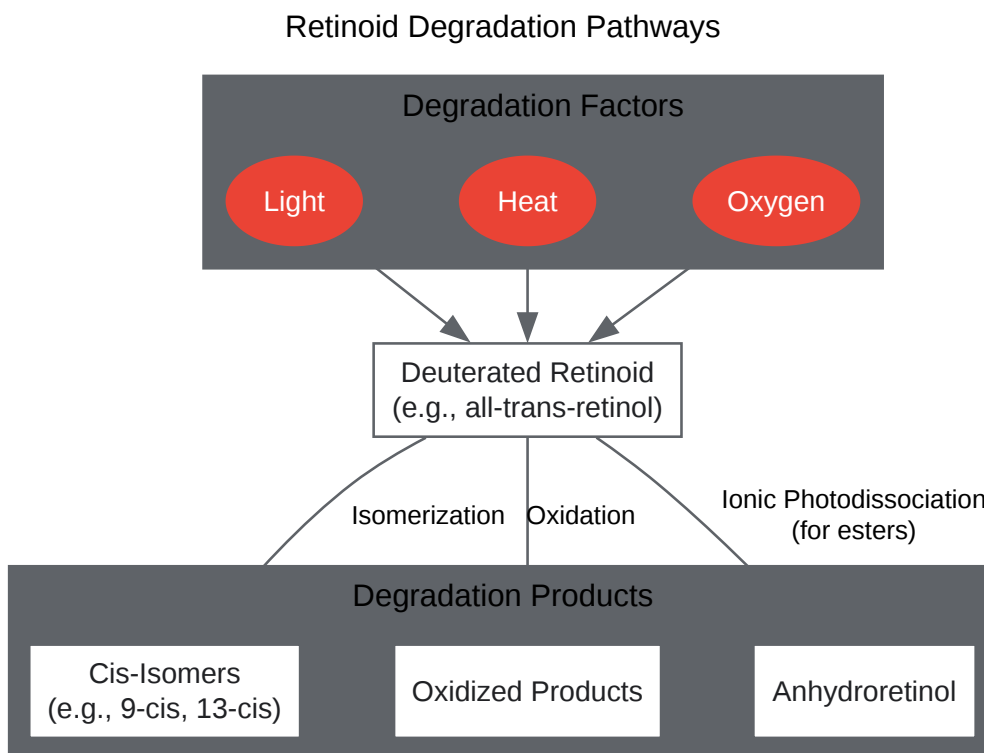 Retinoid Degradation Pathways
Degradation Factors
Light
Heat
Oxygen
Deuterated Retinoid
(e.g., all-trans-retinol)
Isomerization
Oxidation
Ionic Photodissociation
(for esters)
Degradation Products
Cis-Isomers
(e.g., 9-cis, 13-cis)
Oxidized Products
Anhydroretinol